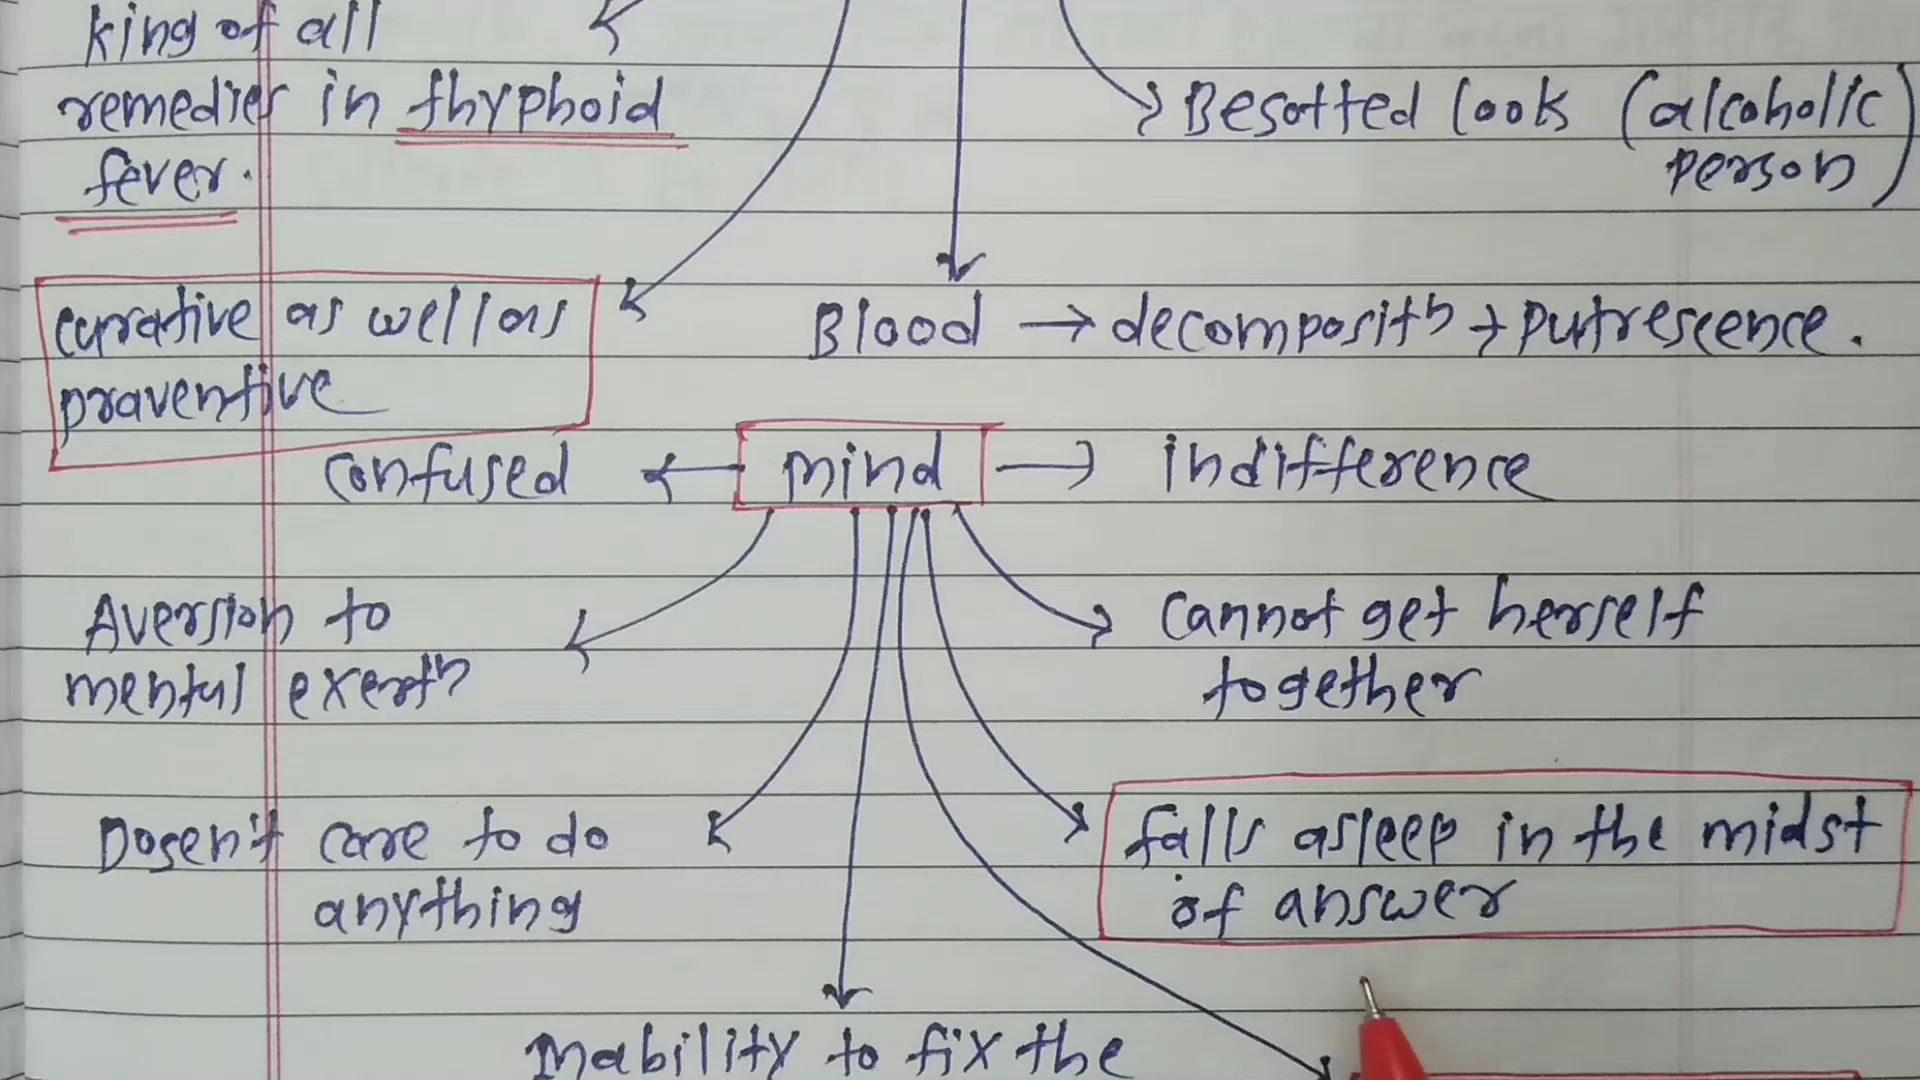 King of all
remedies in thyphoid
fever.
Besotted look (alcoholic
person)
curative as well as
praventive
Blood → decompositn + putrescence.
confused ← mind → indifference
Aversion to
mental exertn
cannot get herself
together
Dosen't care to do
anything
falls asleep in the midst
of answer
Inability to fix the